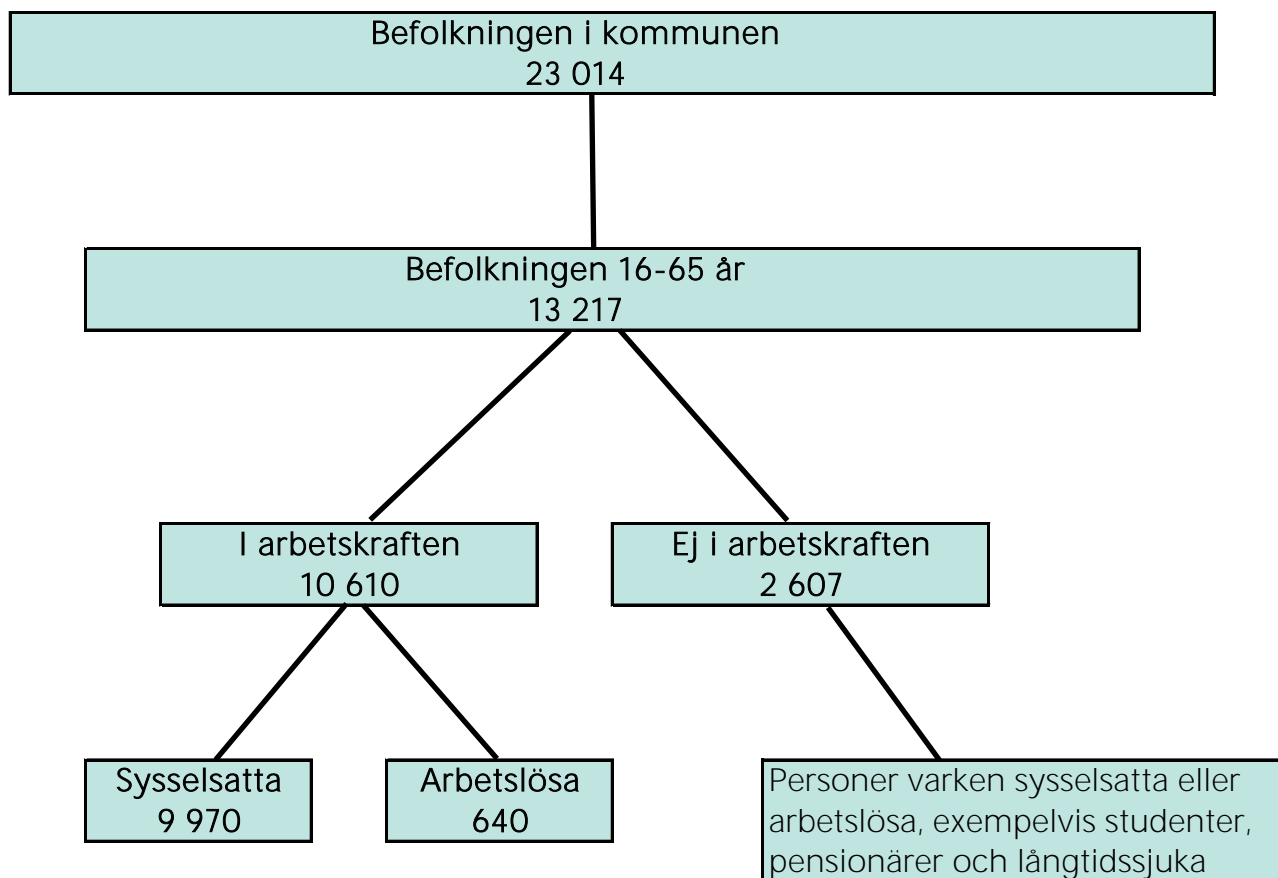 Befolkningen i kommunen
23 014
Befolkningen 16-65 år
13 217
I arbetskraften
10 610
Ej i arbetskraften
2 607
Sysselsatta
9 970
Arbetslösa
640
Personer varken sysselsatta eller
arbetslösa, exempelvis studenter,
pensionärer och långtidssjuka